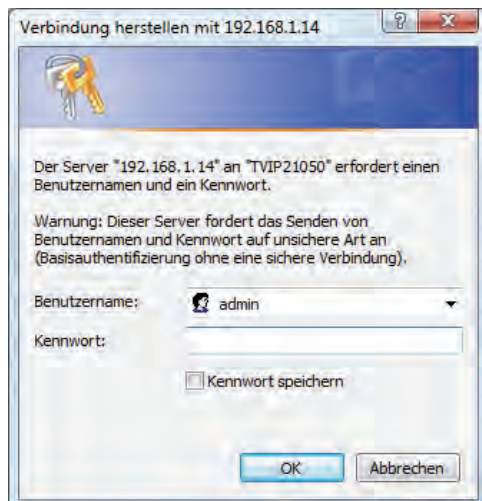 Verbindung herstellen mit 192.168.1.14
Der Server "192.168.1.14" an "TVIP21050" erfordert einen
Benutzernamen und ein Kennwort.
Warnung: Dieser Server fordert das Senden von
Benutzernamen und Kennwort auf unsichere Art an
(Basisauthentifizierung ohne eine sichere Verbindung).
Benutzername:
admin
Kennwort:
Kennwort speichern
OK
Abbrechen